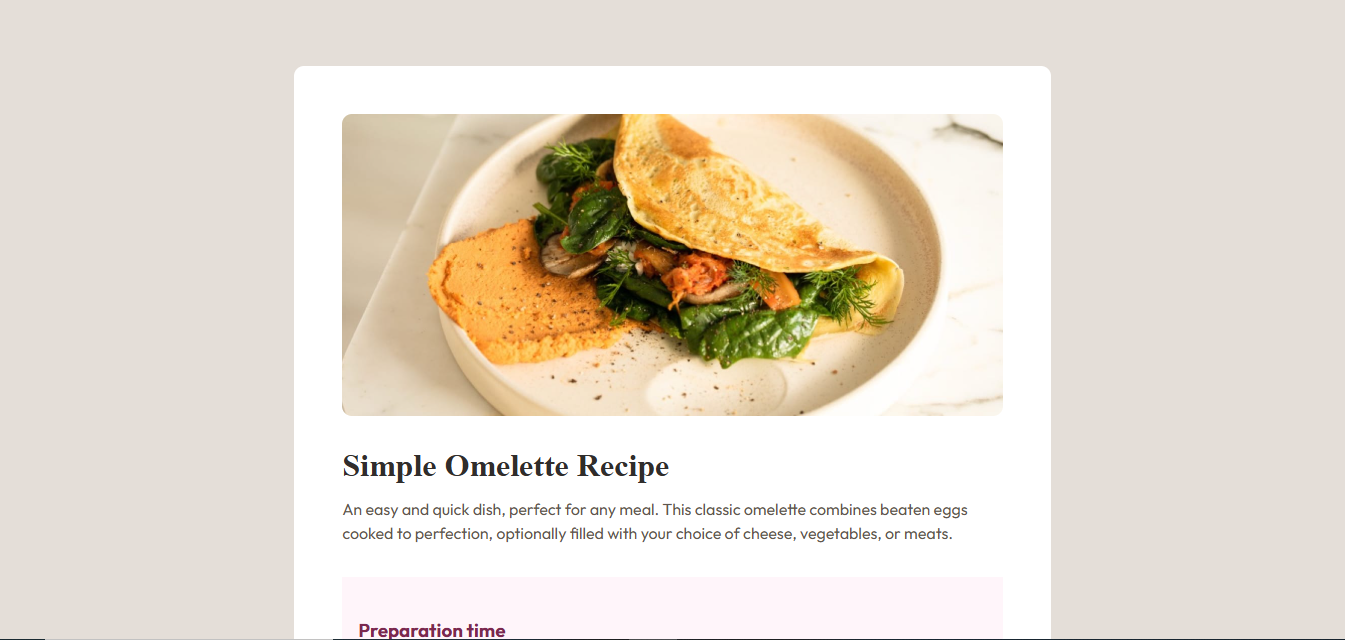 Simple Omelette Recipe
An easy and quick dish, perfect for any meal. This classic omelette combines beaten eggs
cooked to perfection, optionally filled with your choice of cheese, vegetables, or meats.
Preparation time